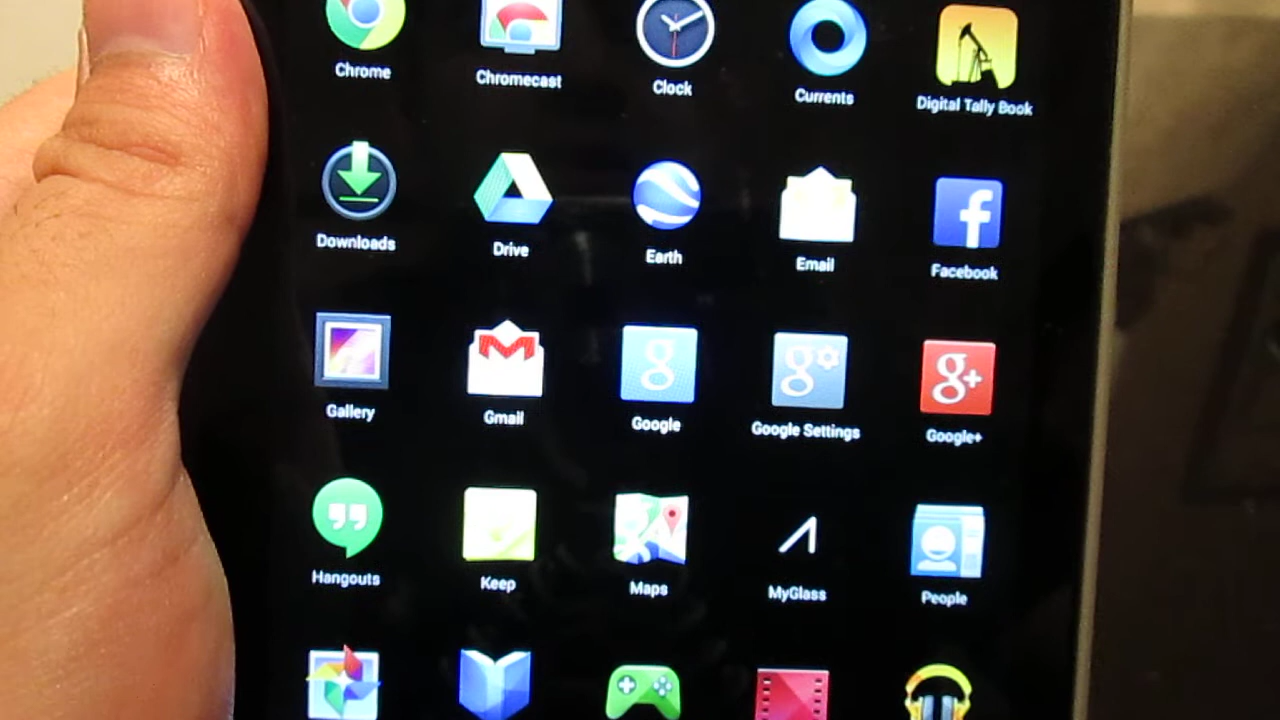 Chrome
Chromecast
Clock
Currents
Digital Tally Book
Downloads
Drive
Earth
Email
f
Facebook
g
g
g+
Gallery
Gmail
Google
Google Settings
Google+
Hangouts
Keep
Maps
MyGlass
People